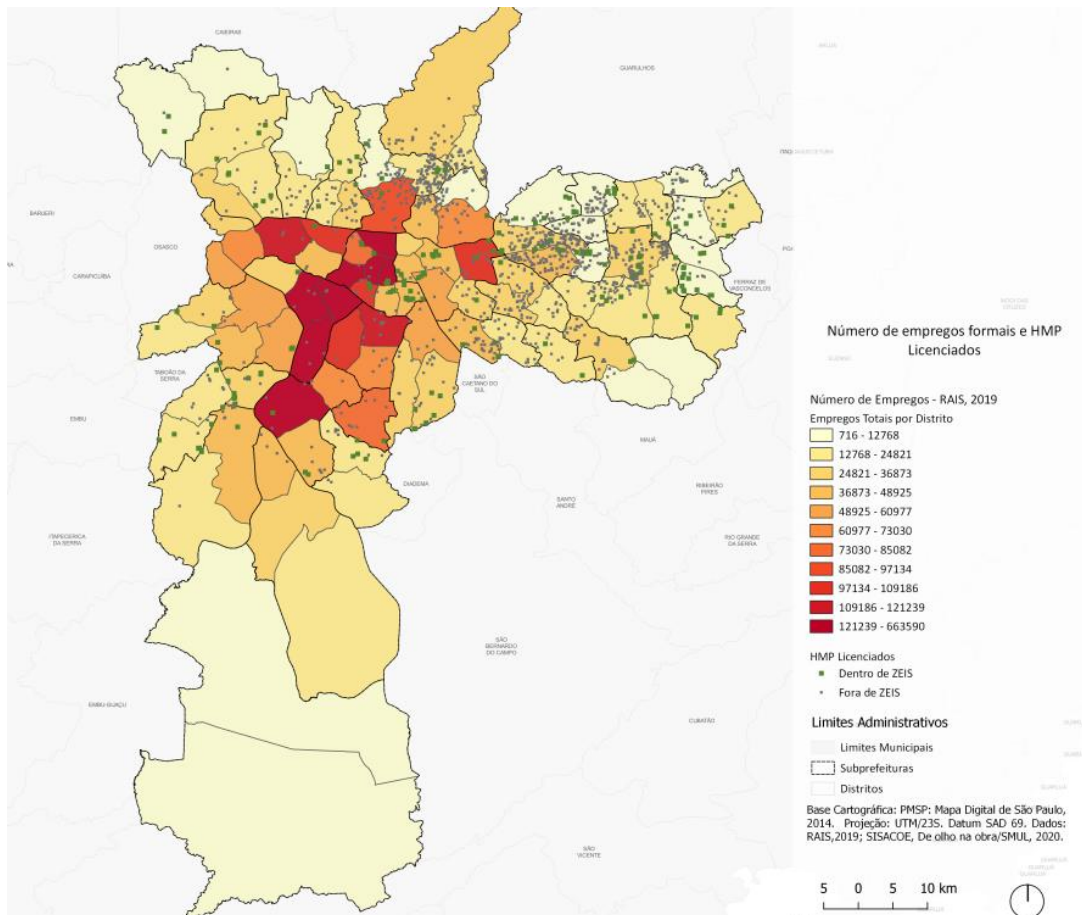 CAIEIRAS
GUARULHOS
BARUERI
OSASCO
CARAPICUÍBA
FERRAZ DE
VASCONCELOS
TABOÃO DA
SERRA
SÃO
CAETANO DO
SUL
EMBU
MAUÁ
DIADEMA
SANTO
ANDRÉ
RIBEIRÃO
PIRES
ITAPECERICA
DA SERRA
RIO GRANDE
DA SERRA
SÃO
BERNARDO
DO CAMPO
EMBU-GUAÇU
CUBATÃO
SÃO
VICENTE
Número de empregos formais e HMP
Licenciados
Número de Empregos - RAIS, 2019
Empregos Totais por Distrito
716 - 12768
12768 - 24821
24821 - 36873
36873 - 48925
48925 - 60977
60977 - 73030
73030 - 85082
85082 - 97134
97134 - 109186
109186 - 121239
121239 - 663590
HMP Licenciados
Dentro de ZEIS
Fora de ZEIS
Limites Administrativos
Limites Municipais
Subprefeituras
Distritos
Base Cartográfica: PMSP: Mapa Digital de São Paulo,
2014. Projeção: UTM/23S. Datum SAD 69. Dados:
RAIS,2019; SISACOE, De olho na obra/SMUL, 2020.
5 0 5 10 km